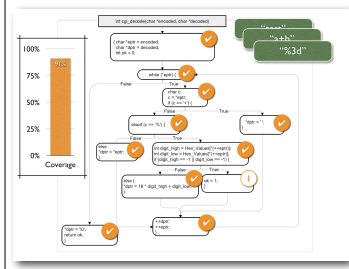 int cgi_decode(char *encoded, char *decoded)
"test"
"a+b"
"%3d"
{ char *eptr = encoded;
char *dptr = decoded;
int ok = 0;
100%
75%
50%
25%
0%
91%
Coverage
while (*eptr) {
False
True
char c;
c = *eptr;
if (c == '+') {
False
True
elseif (c == '%') {
*dptr = ' ';
}
False
True
else
*dptr = *eptr;
}
int digit_high = Hex_Values[*(++eptr)];
int digit_low = Hex_Values[*(++eptr)];
if (digit_high == -1 || digit_low == -1) {
False
True
else {
*dptr = 16 * digit_high + digit_low;
}
ok = 1;
}
*dptr = '\0';
return ok;
}
++dptr;
++eptr;
}